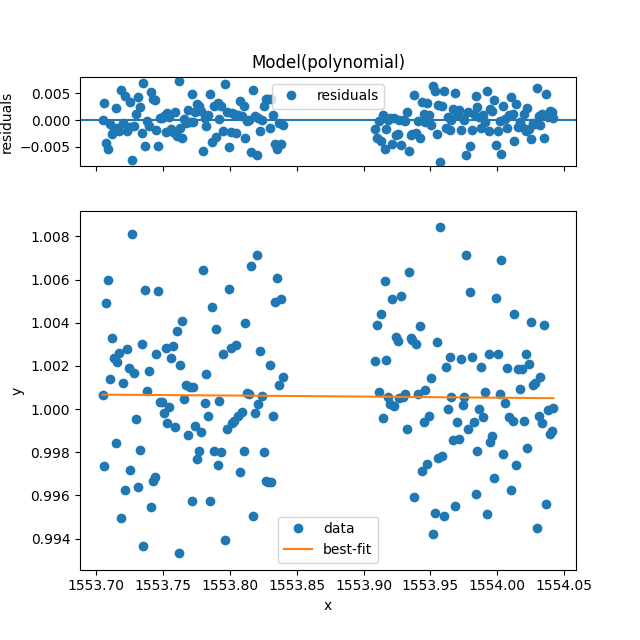 Model(polynomial)
residuals
0.005
0.000
−0.005
residuals
y
1.008
1.006
1.004
1.002
1.000
0.998
0.996
0.994
data
best-fit
1553.70 1553.75 1553.80 1553.85 1553.90 1553.95 1554.00 1554.05
x